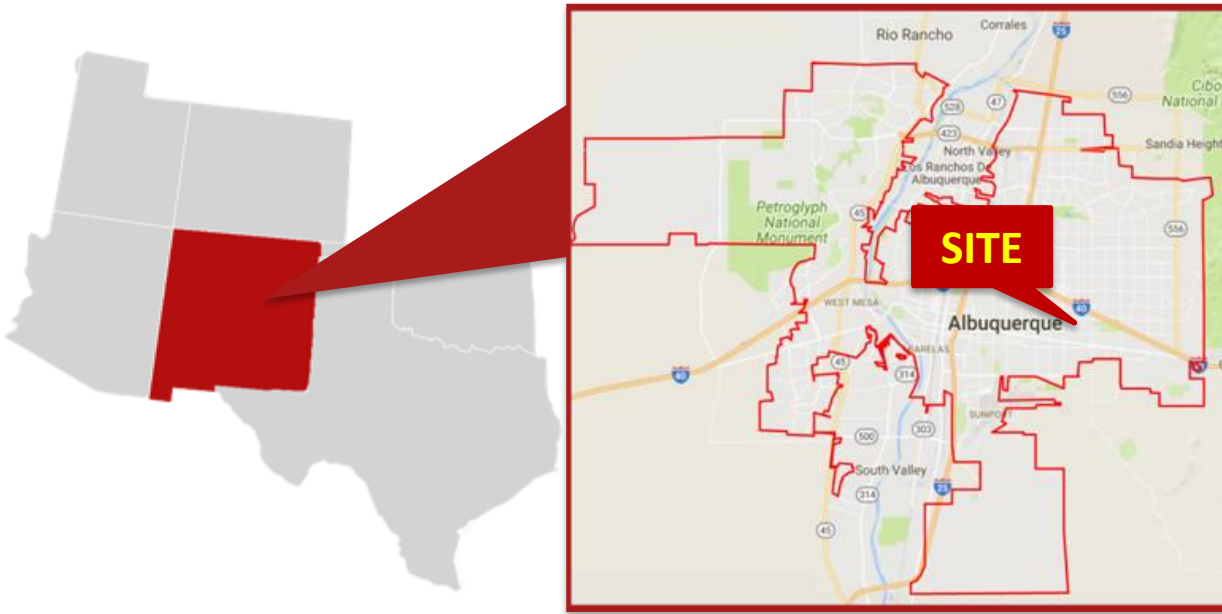 Corrales
25
Rio Rancho
Cibo
National
556
528
47
423
North Valley
Sandia Height
os Ranchos De
Albuquerque
Petroglyph
National
Monument
45
556
SITE
WEST MESA
40
Albuquerque
BARELAS
45
314
40
SUNPORT
500
303
South Valley
25
314
45